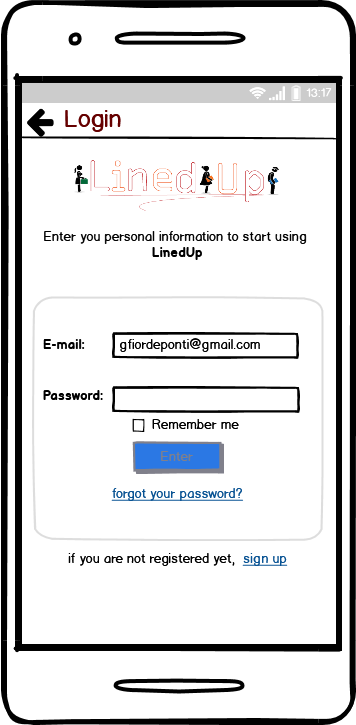 13:17
Login
LinedUp
Enter you personal information to start using
LinedUp
E-mail: gfiordeponti@gmail.com
Password:
Remember me
Enter
forgot your password?
if you are not registered yet, sign up